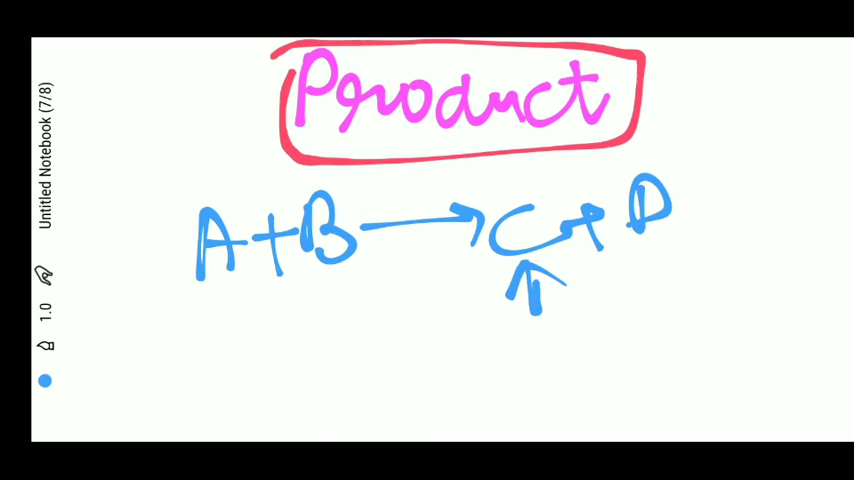 Product
A+B → C+D
↑
Untitled Notebook (7/8)
1.0